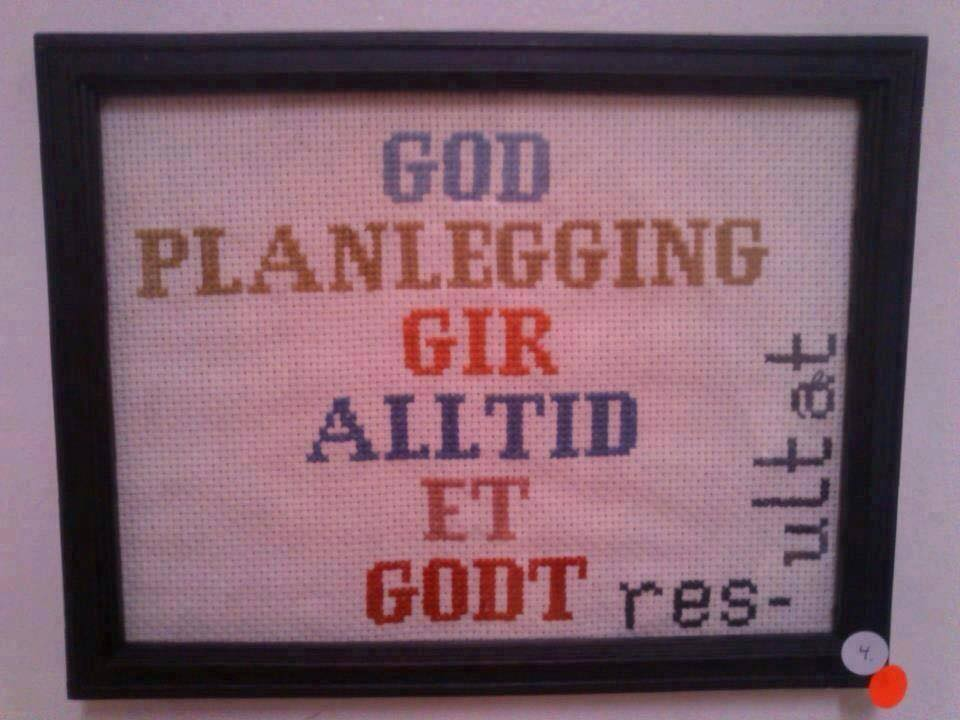 GOD
PLANLEGGING
GIR
ALLTID
ET
GODT res-
ultat
4.